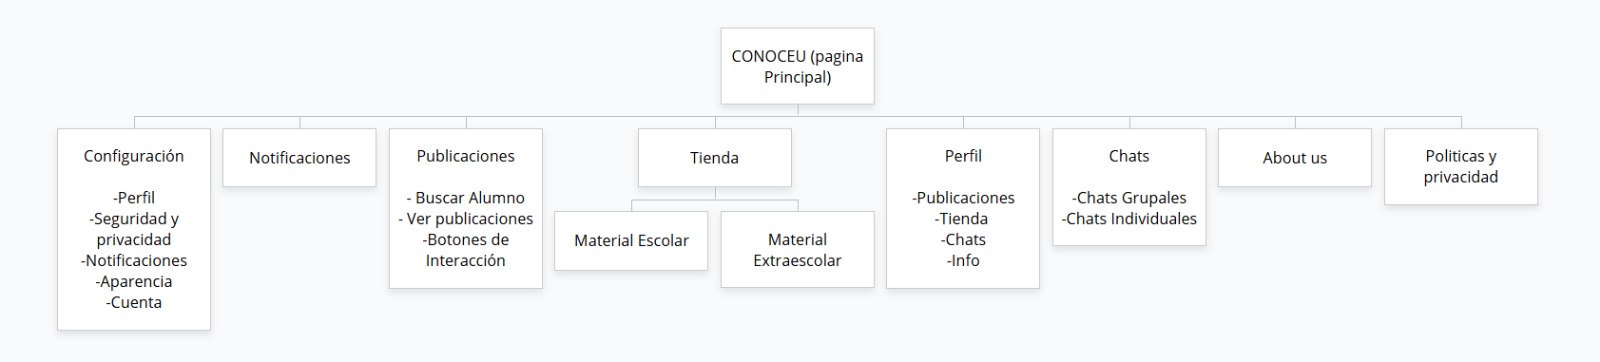 CONOCEU (pagina
Principal)
Configuración
-Perfil
-Seguridad y
privacidad
-Notificaciones
-Aparencia
-Cuenta
Notificaciones
Publicaciones
- Buscar Alumno
- Ver publicaciones
-Botones de
Interacción
Tienda
Material Escolar
Material
Extraescolar
Perfil
-Publicaciones
-Tienda
-Chats
-Info
Chats
-Chats Grupales
-Chats Individuales
About us
Politicas y
privacidad